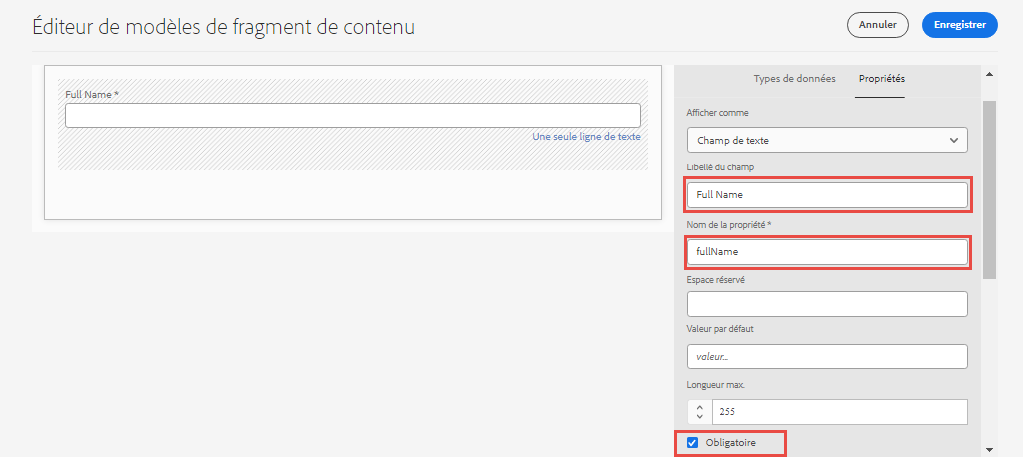 Éditeur de modèles de fragment de contenu
Annuler
Enregistrer
Full Name *
Une seule ligne de texte
Types de données
Propriétés
Afficher comme
Champ de texte
Libellé du champ
Full Name
Nom de la propriété *
fullName
Espace réservé
Valeur par défaut
valeur...
Longueur max.
255
Obligatoire